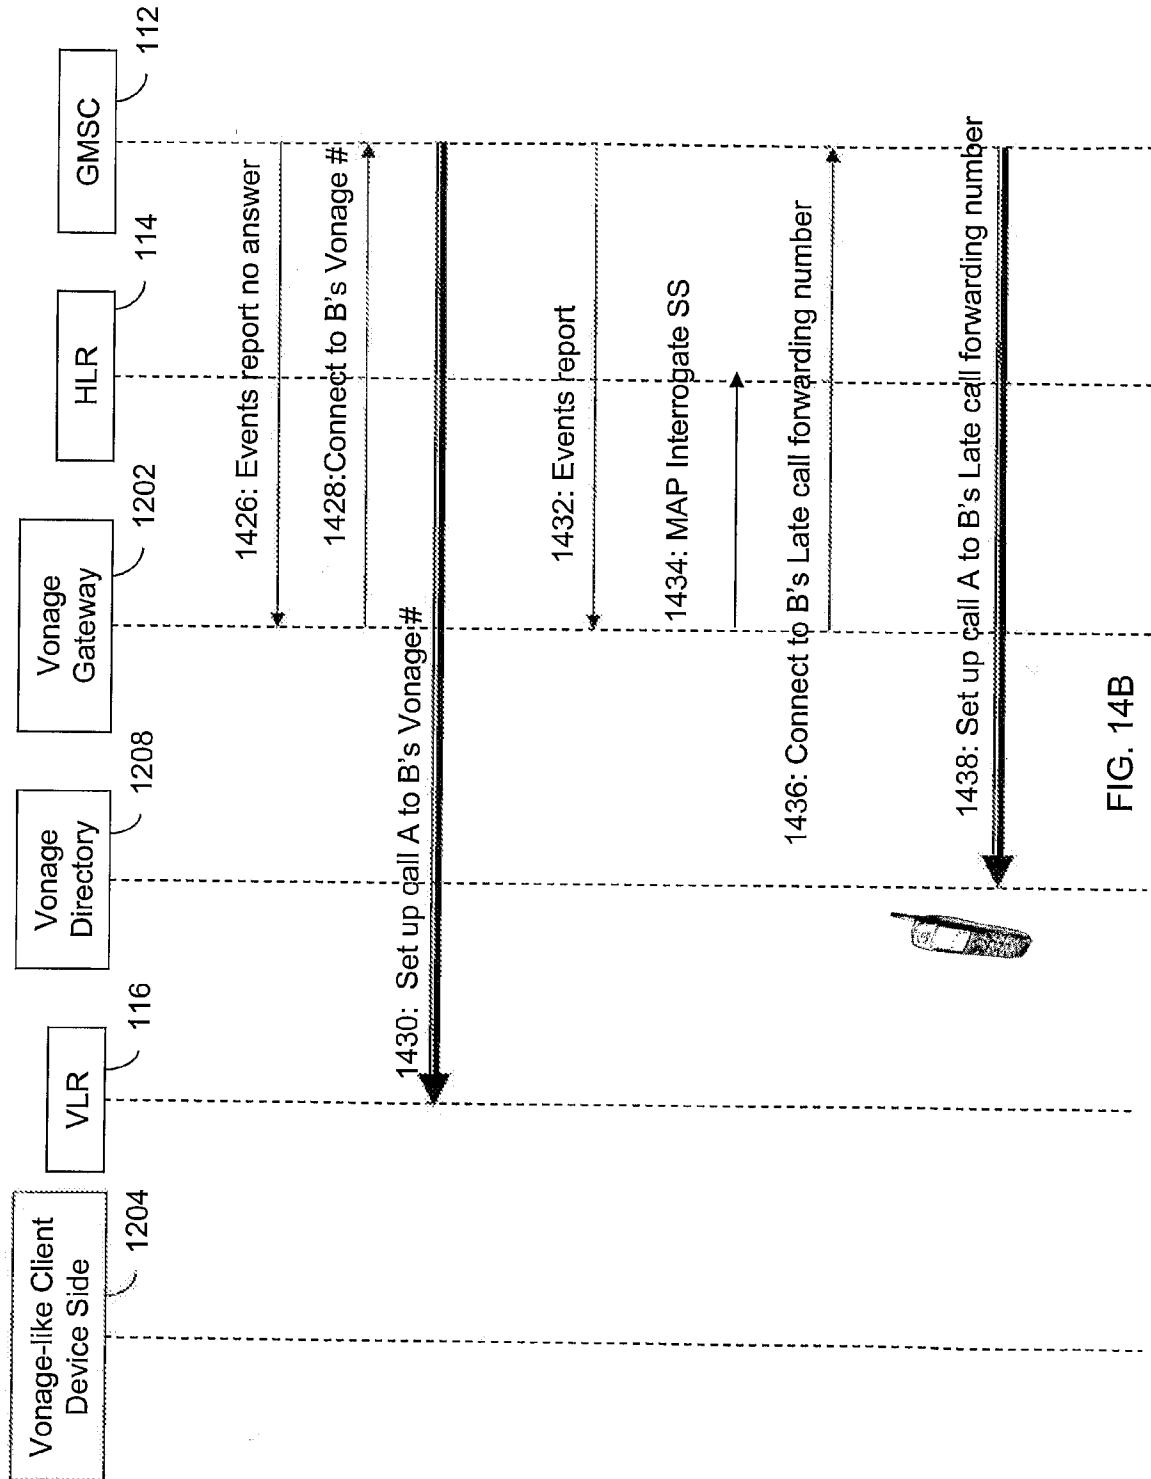 Vonage-like Client
Device Side
1204
VLR
116
Vonage
Directory
1208
Vonage
Gateway
1202
HLR
114
GMSC
112
1426: Events report no answer
1428:Connect to B's Vonage #
1430: Set up call A to B's Vonage #
1432: Events report
1434: MAP Interrogate SS
1436: Connect to B's Late call forwarding number
1438: Set up call A to B's Late call forwarding number
FIG. 14B